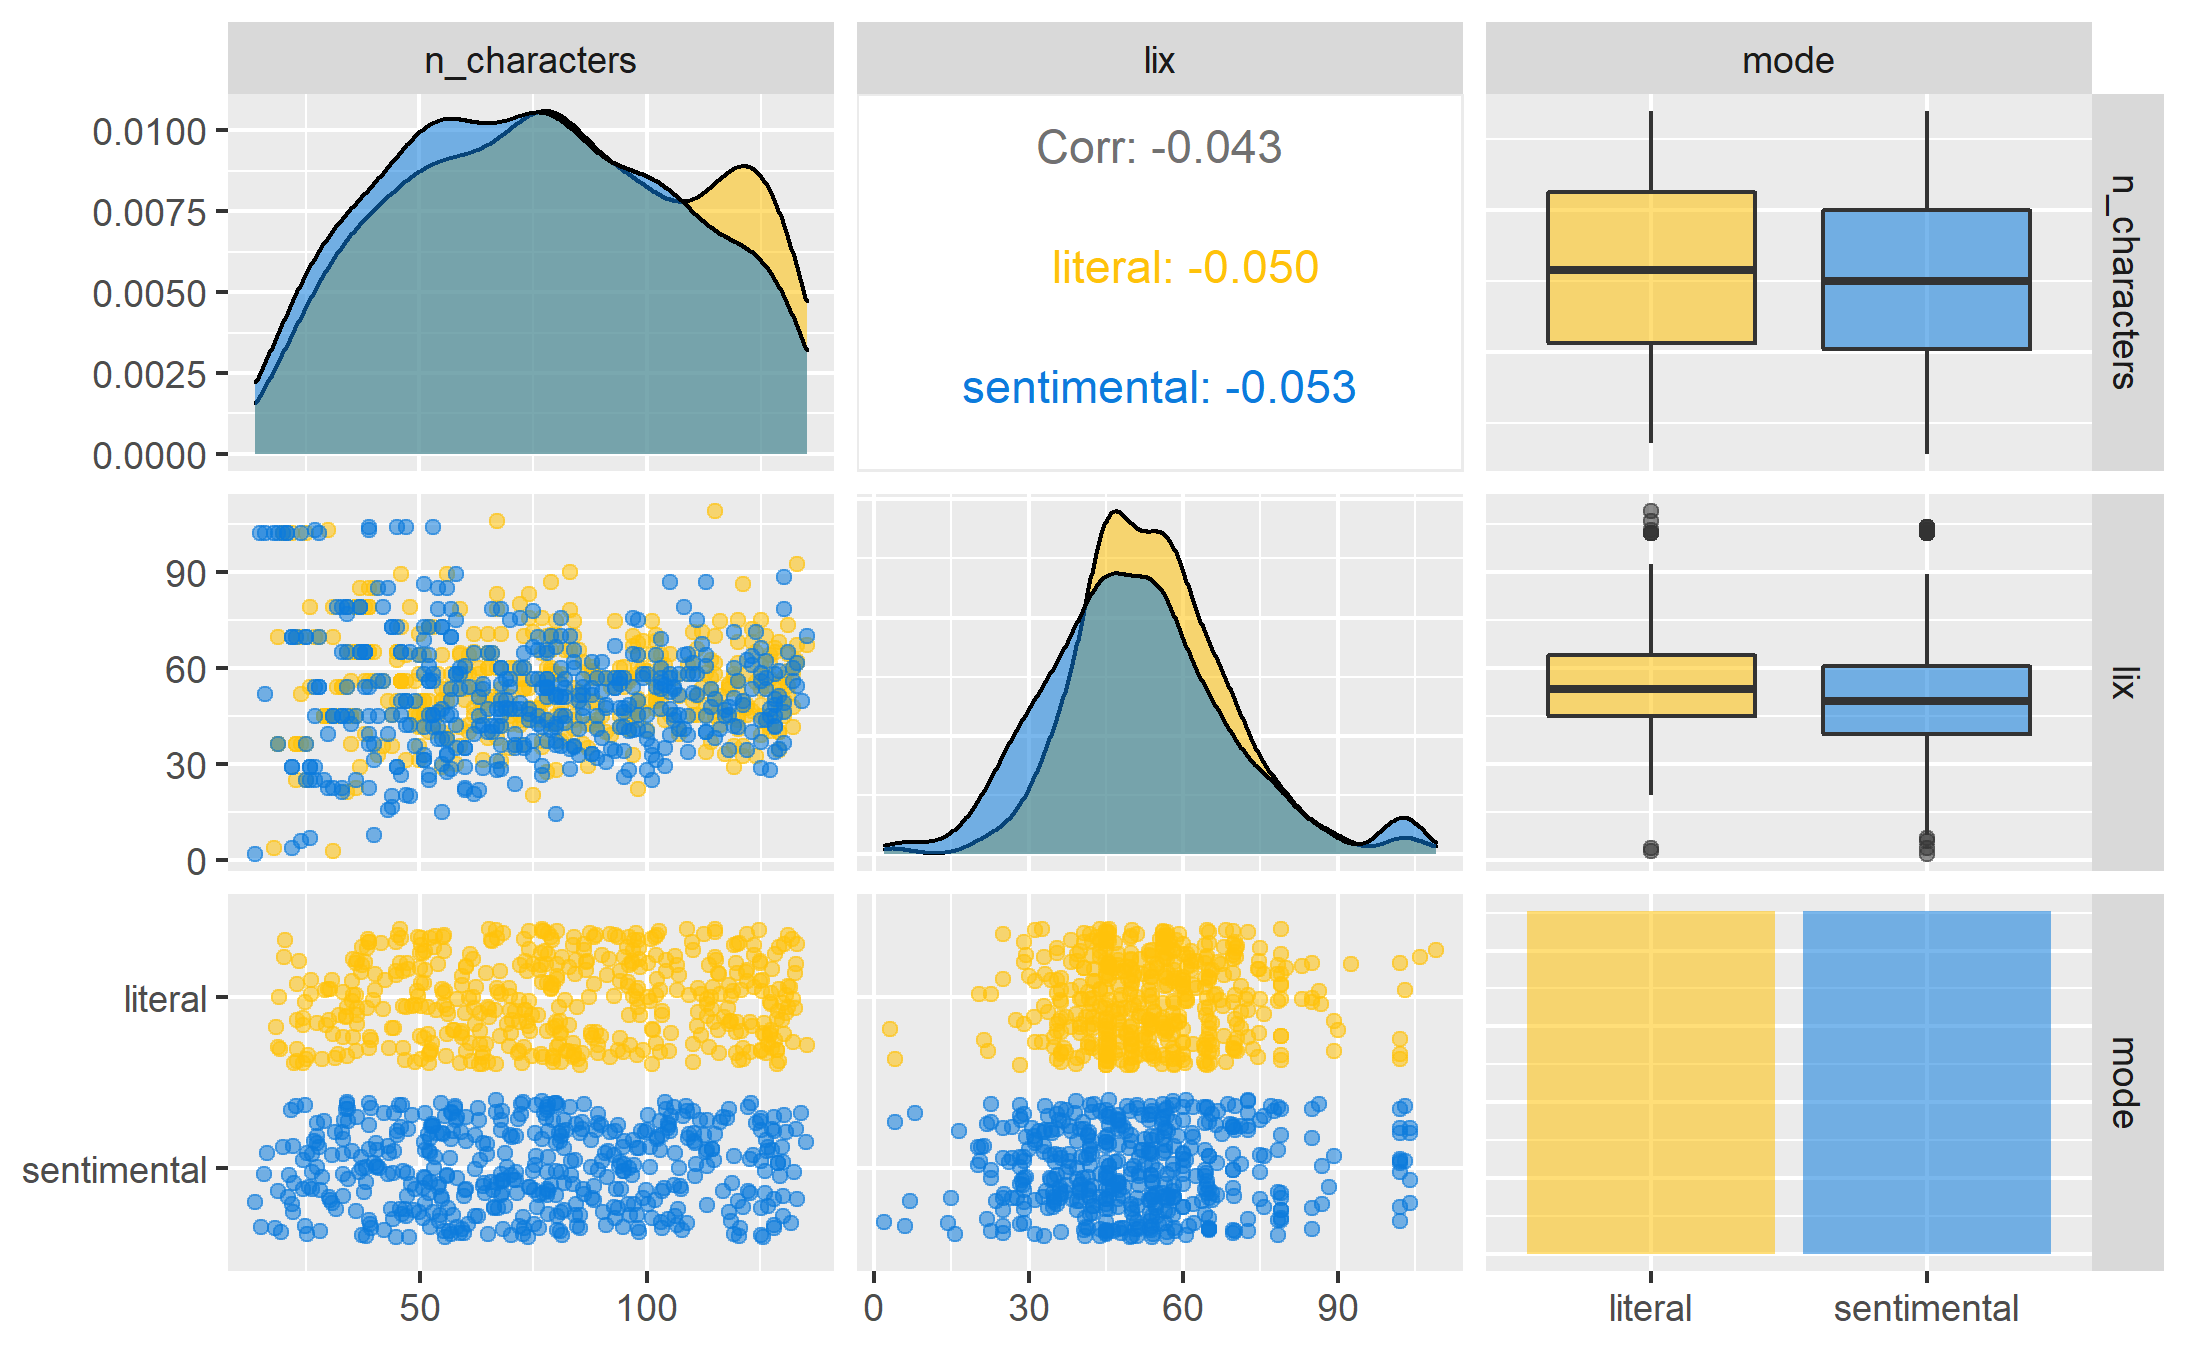 n_characters
lix
mode
0.0100
0.0075
0.0050
0.0025
0.0000
Corr: -0.043
literal: -0.050
sentimental: -0.053
n_characters
90
60
30
0
lix
literal
sentimental
mode
50
100
0
30
60
90
literal
sentimental